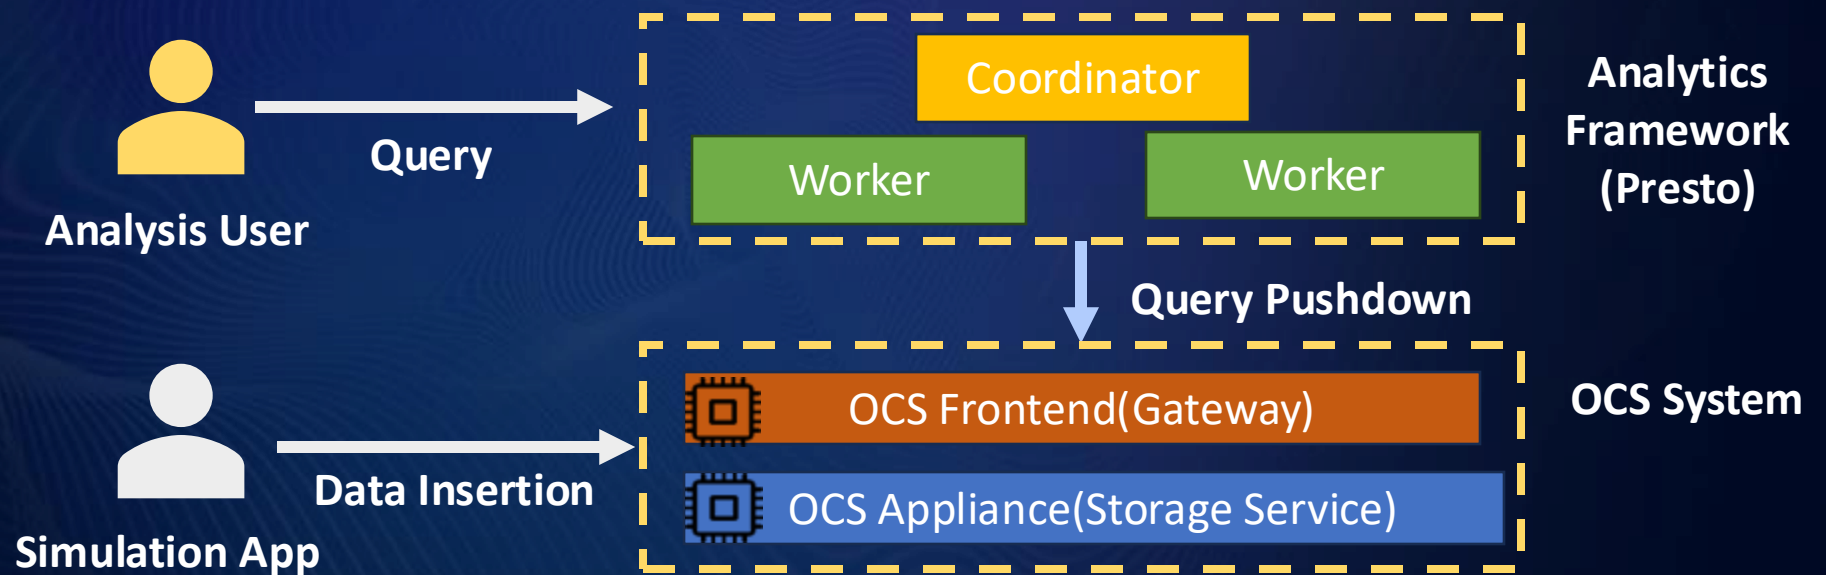 Analysis User
Query
Coordinator
Worker
Worker
Analytics
Framework
(Presto)
Query Pushdown
Simulation App
Data Insertion
OCS Frontend(Gateway)
OCS Appliance(Storage Service)
OCS System